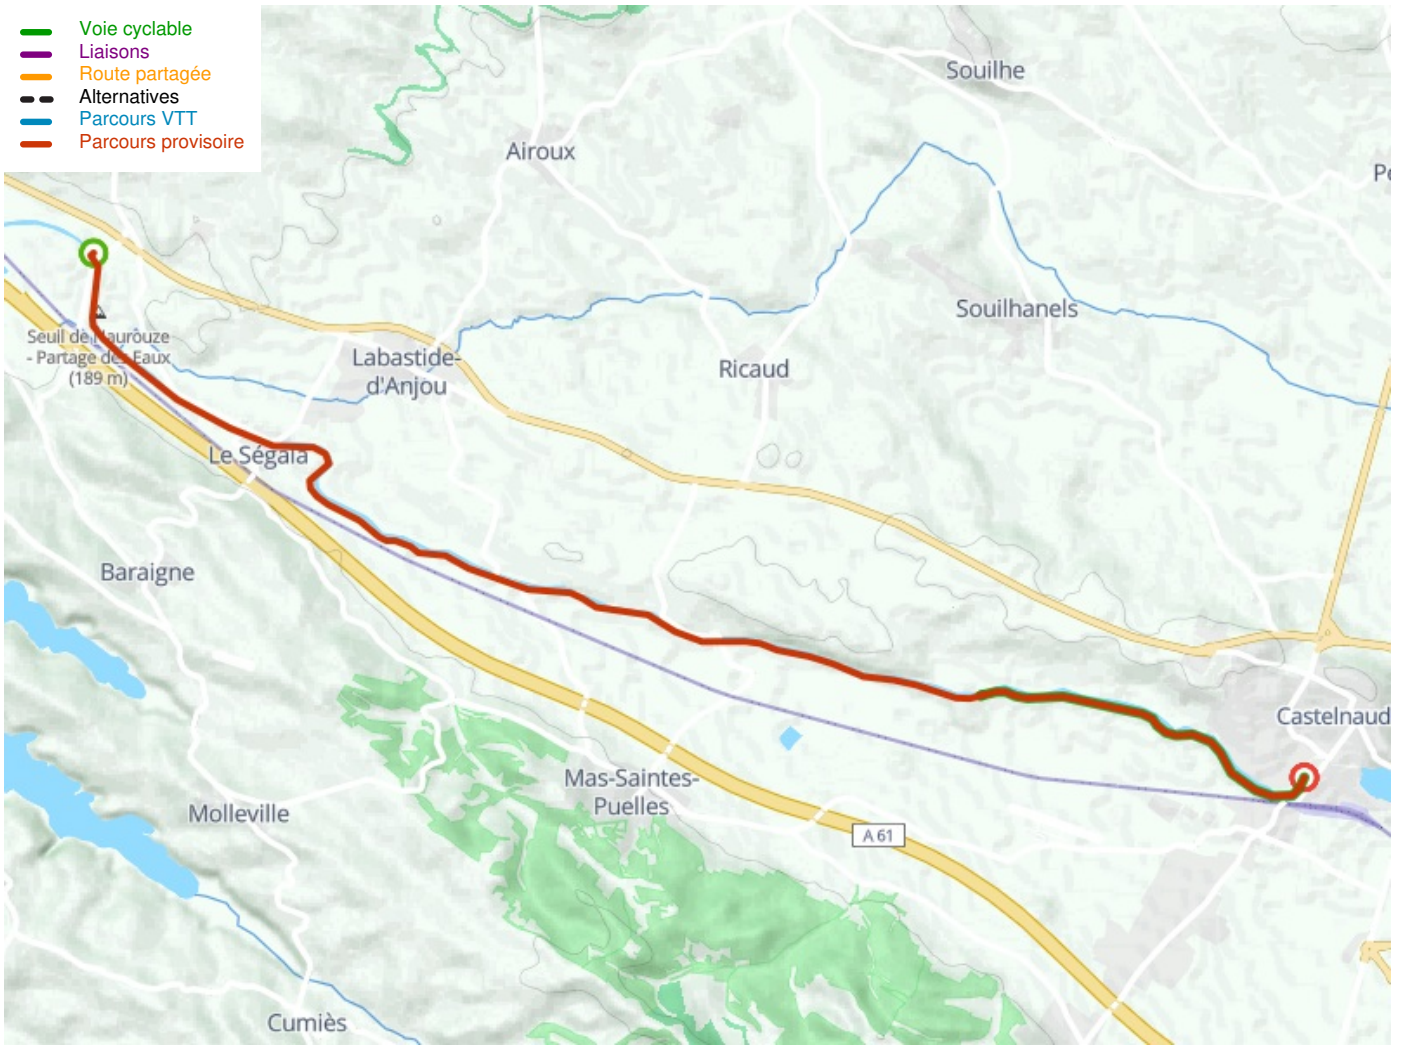 Voie cyclable
Liaisons
Route partagée
Alternatives
Parcours VTT
Parcours provisoire
Souilhe
Airoux
Souilhanels
Seuil de Naurouze
- Partage des Eaux
(189 m)
Labastide-
d'Anjou
Ricaud
Le Ségala
Baraigne
Castelnaud
Mas-Saintes-
Puelles
Molleville
A 61
Cumiès